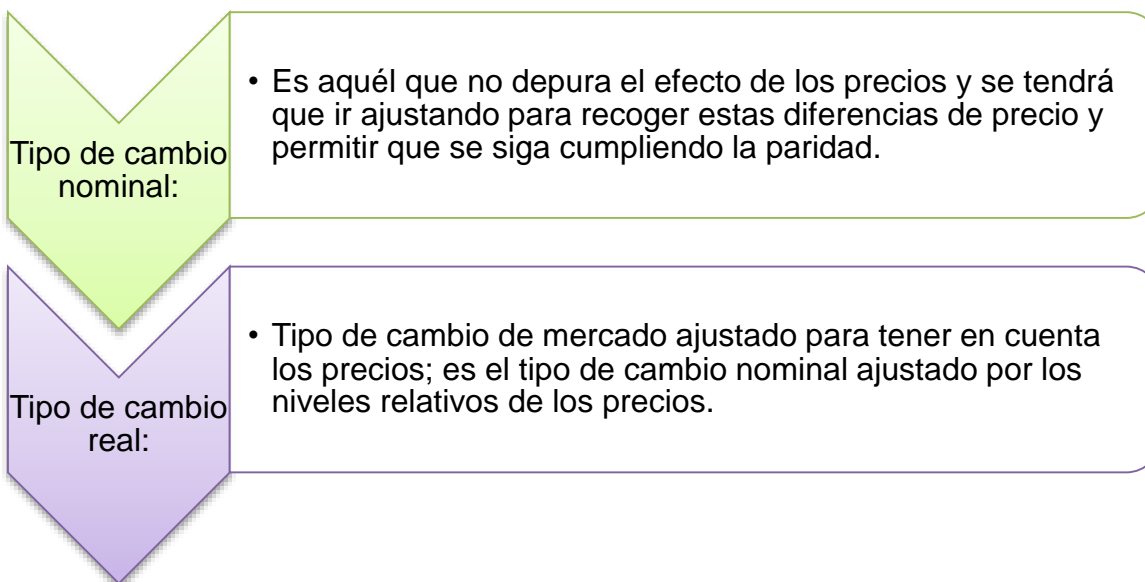 Tipo de cambio
nominal:
• Es aquél que no depura el efecto de los precios y se tendrá
que ir ajustando para recoger estas diferencias de precio y
permitir que se siga cumpliendo la paridad.
Tipo de cambio
real:
• Tipo de cambio de mercado ajustado para tener en cuenta
los precios; es el tipo de cambio nominal ajustado por los
niveles relativos de los precios.